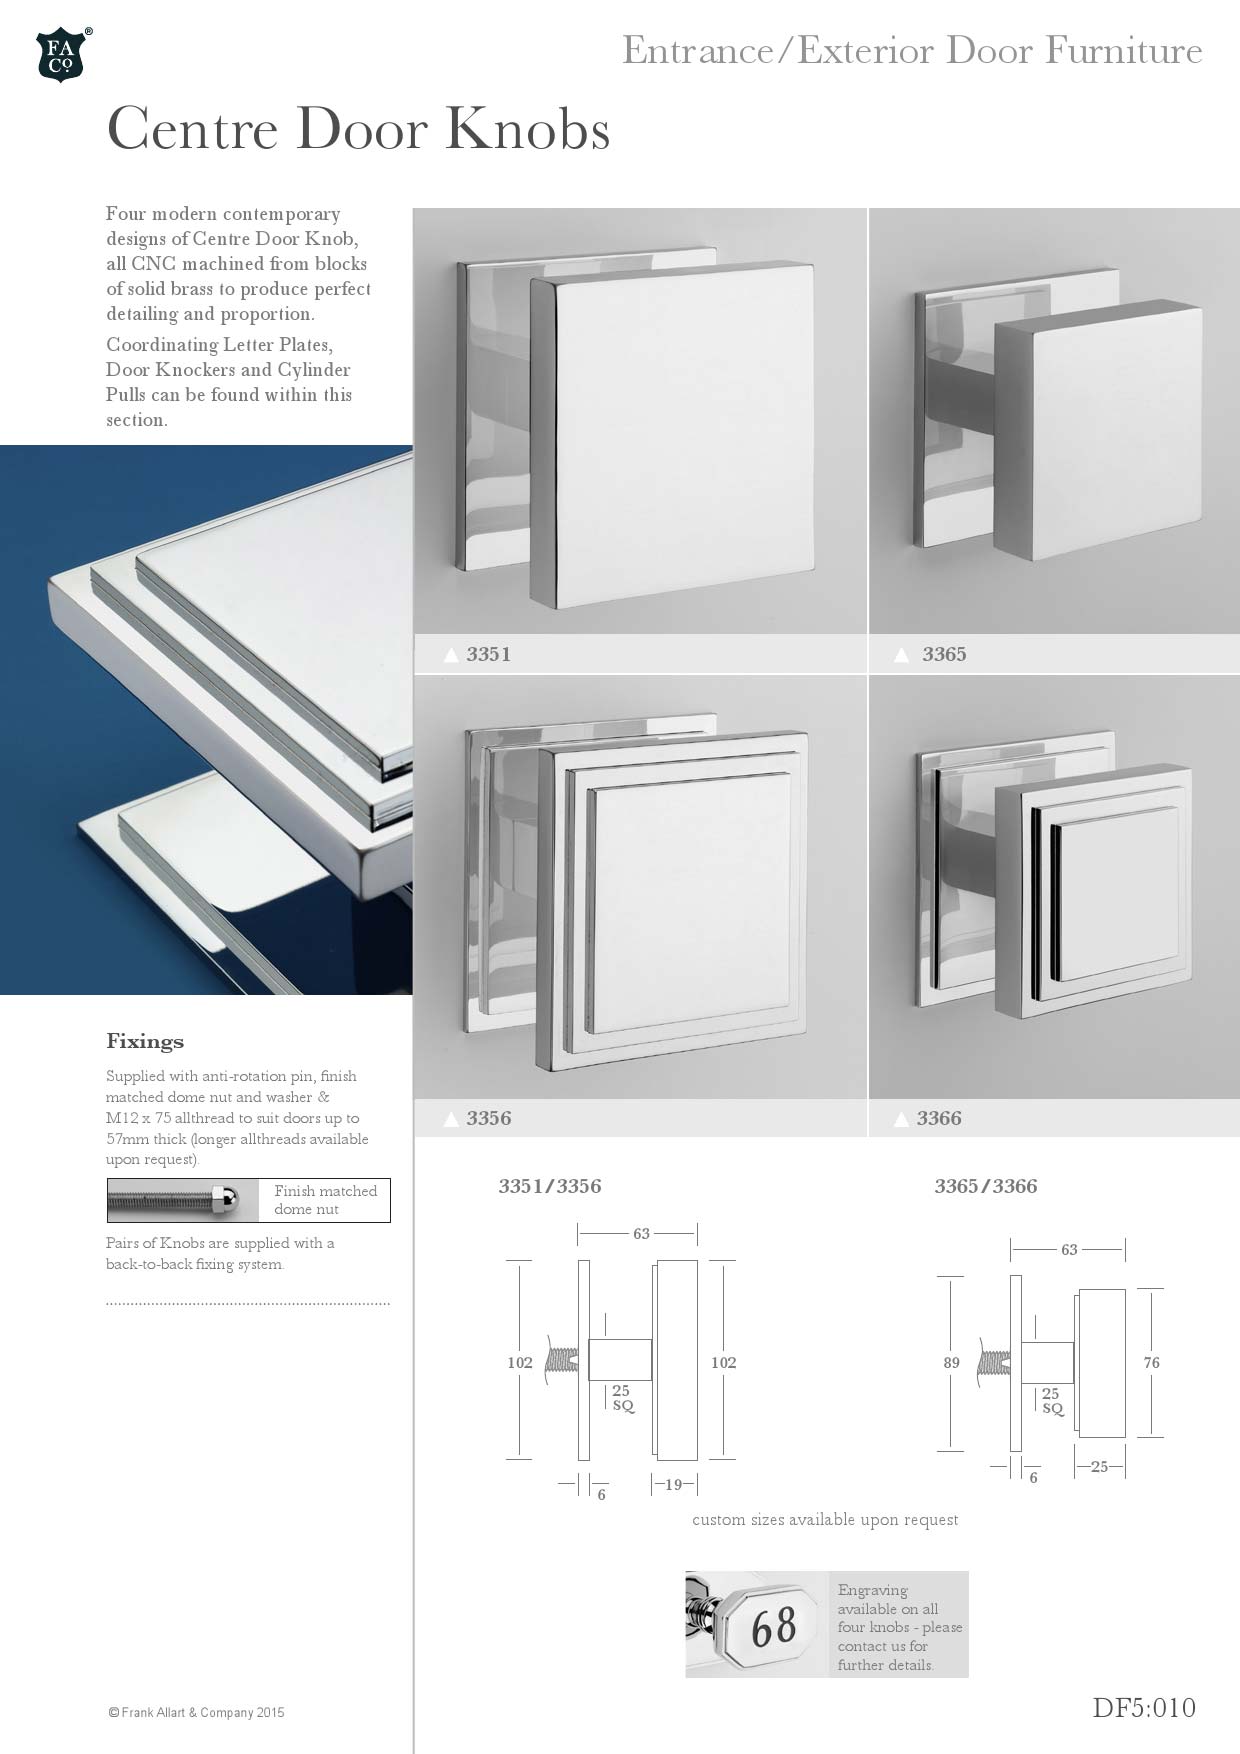 FA
Co.
®
Entrance/Exterior Door Furniture
Centre Door Knobs
Four modern contemporary
designs of Centre Door Knob,
all CNC machined from blocks
of solid brass to produce perfect
detailing and proportion.
Coordinating Letter Plates,
Door Knockers and Cylinder
Pulls can be found within this
section.
3351
3365
3356
3366
Fixings
Supplied with anti-rotation pin, finish
matched dome nut and washer &
M12 x 75 allthread to suit doors up to
57mm thick (longer allthreads available
upon request).
Finish matched
dome nut
Pairs of Knobs are supplied with a
back-to-back fixing system.
3351/3356
63
102
102
25
SQ
6
19
3365/3366
63
89
76
25
SQ
6
25
custom sizes available upon request
68
Engraving
available on all
four knobs - please
contact us for
further details.
© Frank Allart & Company 2015
DF5:010